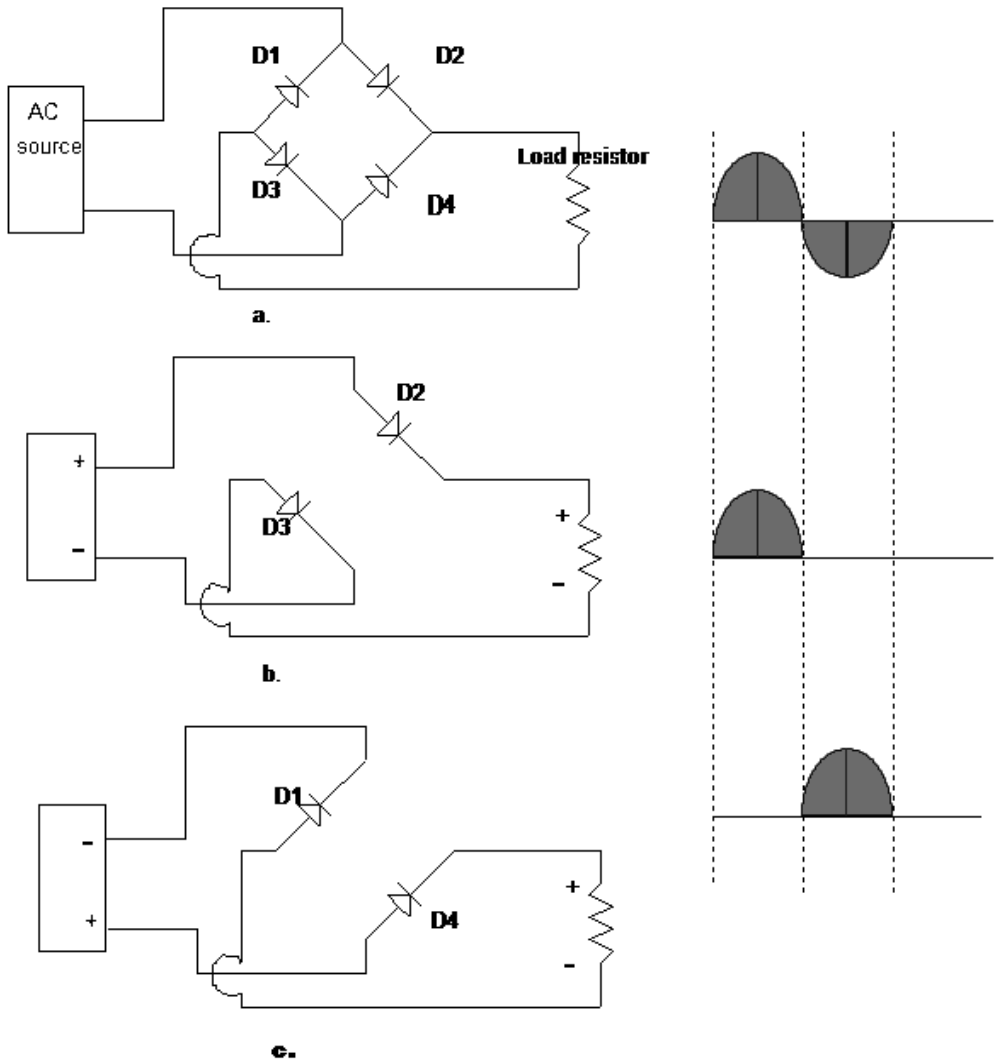 D1 D2
AC
source
Load resistor
D3
D4
a.
D2
+
D3
+
-
-
b.
D1
-
+
+
D4
-
c.